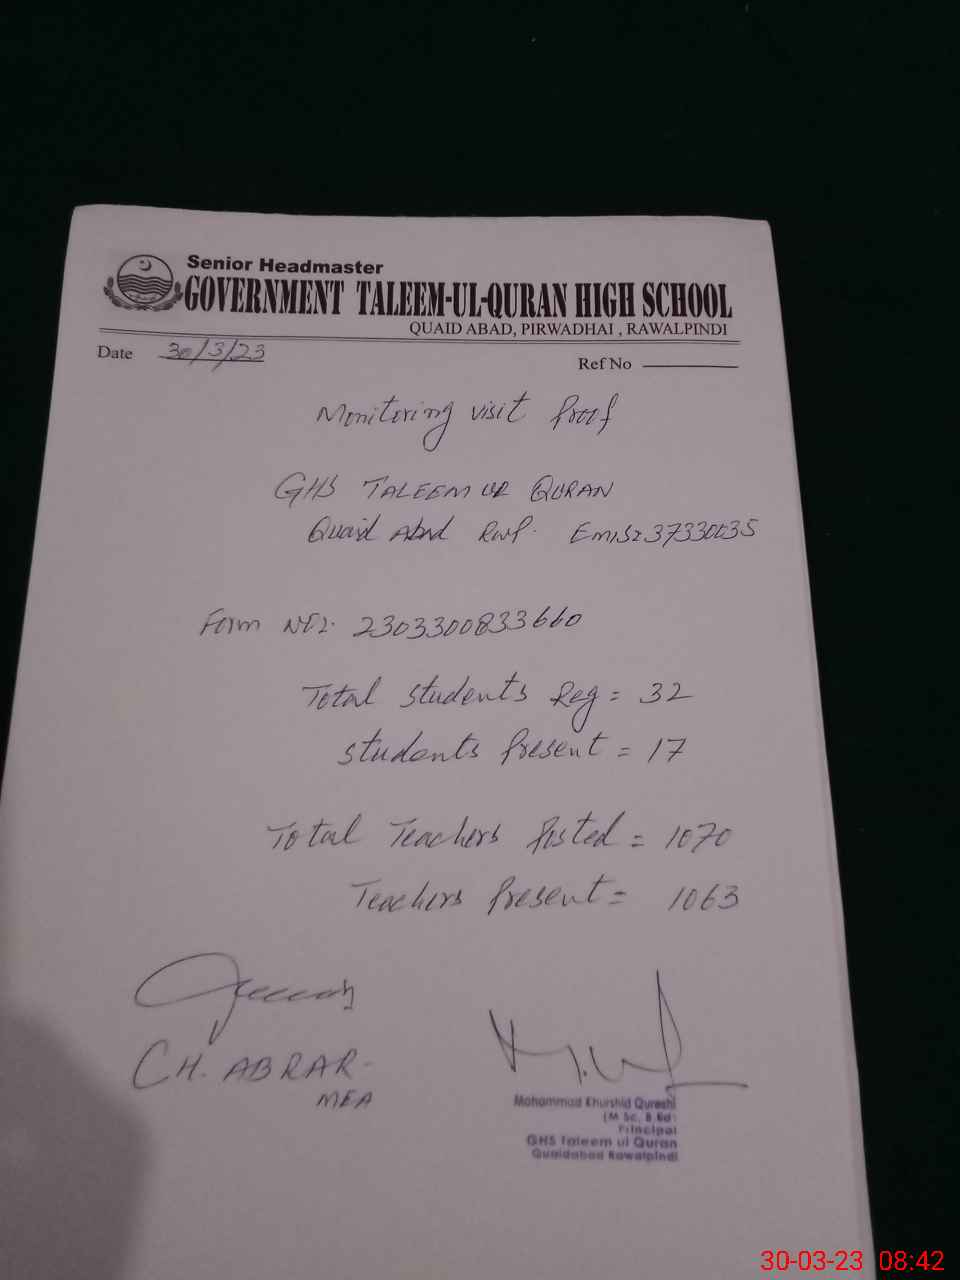 Senior Headmaster
GOVERNMENT TALEEM-UL-QURAN HIGH SCHOOL
QUAID ABAD, PIRWADHAI , RAWALPINDI
Date 30/3/23
Ref No
Monitoring visit Proof
GHS TALEEM UL QURAN
Quaid Abad Rwp. Emis:37330035
Form No:. 2303300833660
Total Students Reg = 32
Students Present = 17
Total Teachers Posted = 1070
Teachers Present = 1063
CH. ABRAR-
MEA
Mohammad Khurshid Qureshi
(M Sc. B.Ed)
Principal
GHS Taleem ul Quran
Quaidabad Rawalpindi
30-03-23 08:42